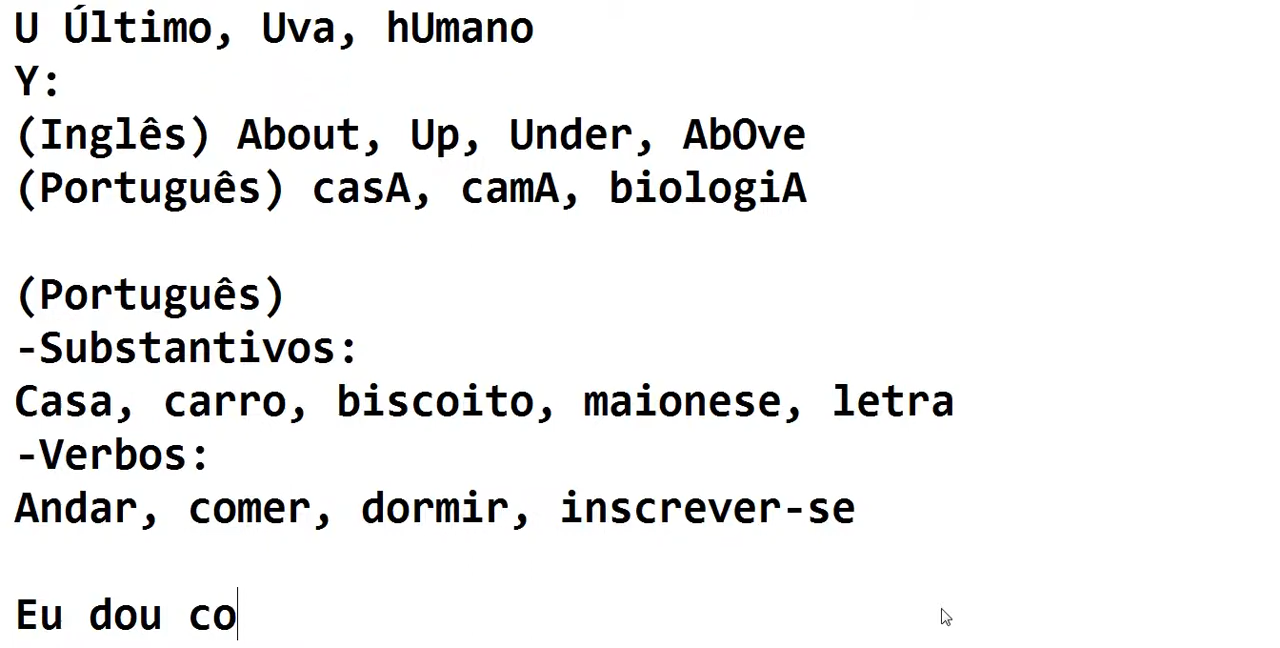 U Último, Uva, hUmano
Y:
(Inglês) About, Up, Under, AbOve
(Português) casA, camA, biologiA
(Português)
-Substantivos:
Casa, carro, biscoito, maionese, letra
-Verbos:
Andar, comer, dormir, inscrever-se
Eu dou co